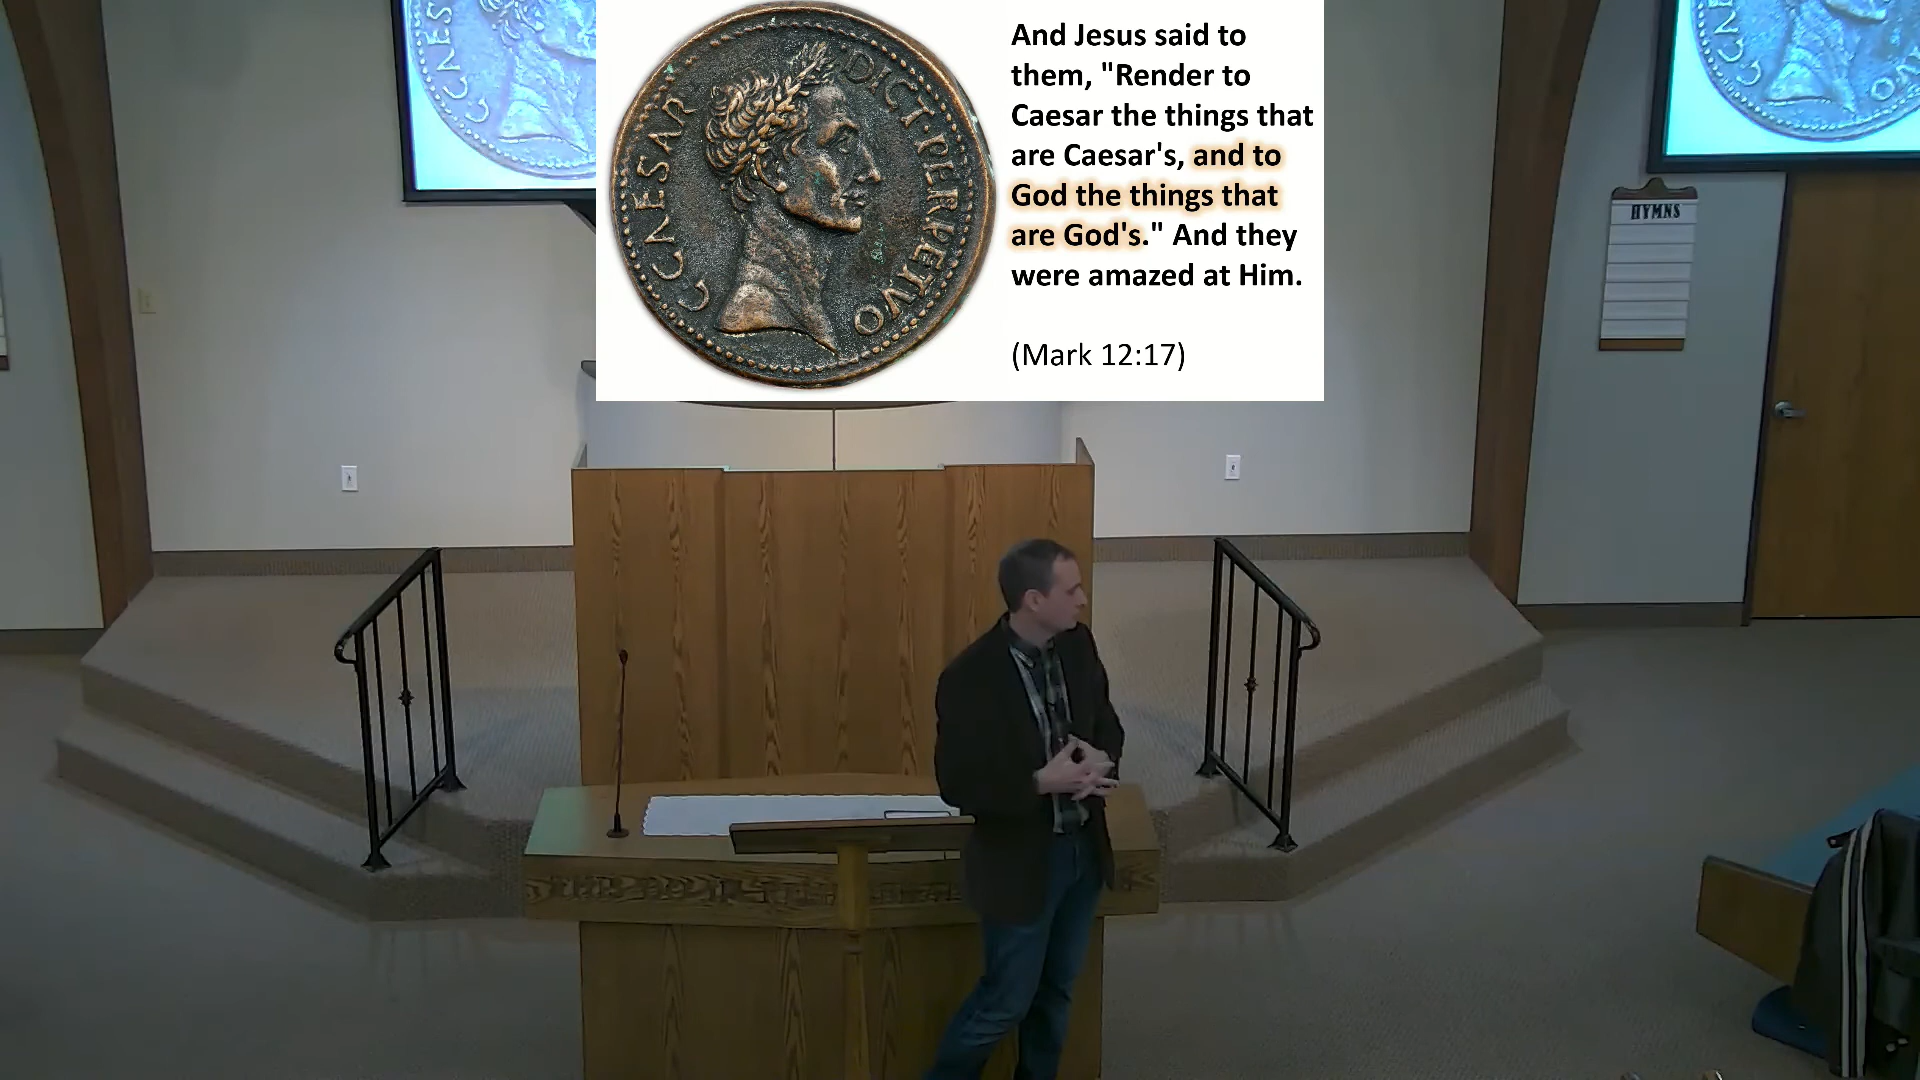 C CAESAR · DICT · PERPETVO
And Jesus said to
them, "Render to
Caesar the things that
are Caesar's, and to
God the things that
are God's." And they
were amazed at Him.
(Mark 12:17)
HYMNS